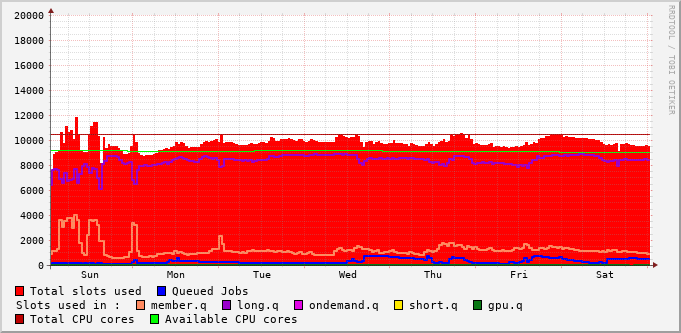 RRDTOOL / TOBI OETIKER
20000
18000
16000
14000
12000
10000
8000
6000
4000
2000
0
Sun Mon Tue Wed Thu Fri Sat
Total slots used Queued Jobs
Slots used in : member.q long.q ondemand.q short.q gpu.q
Total CPU cores Available CPU cores